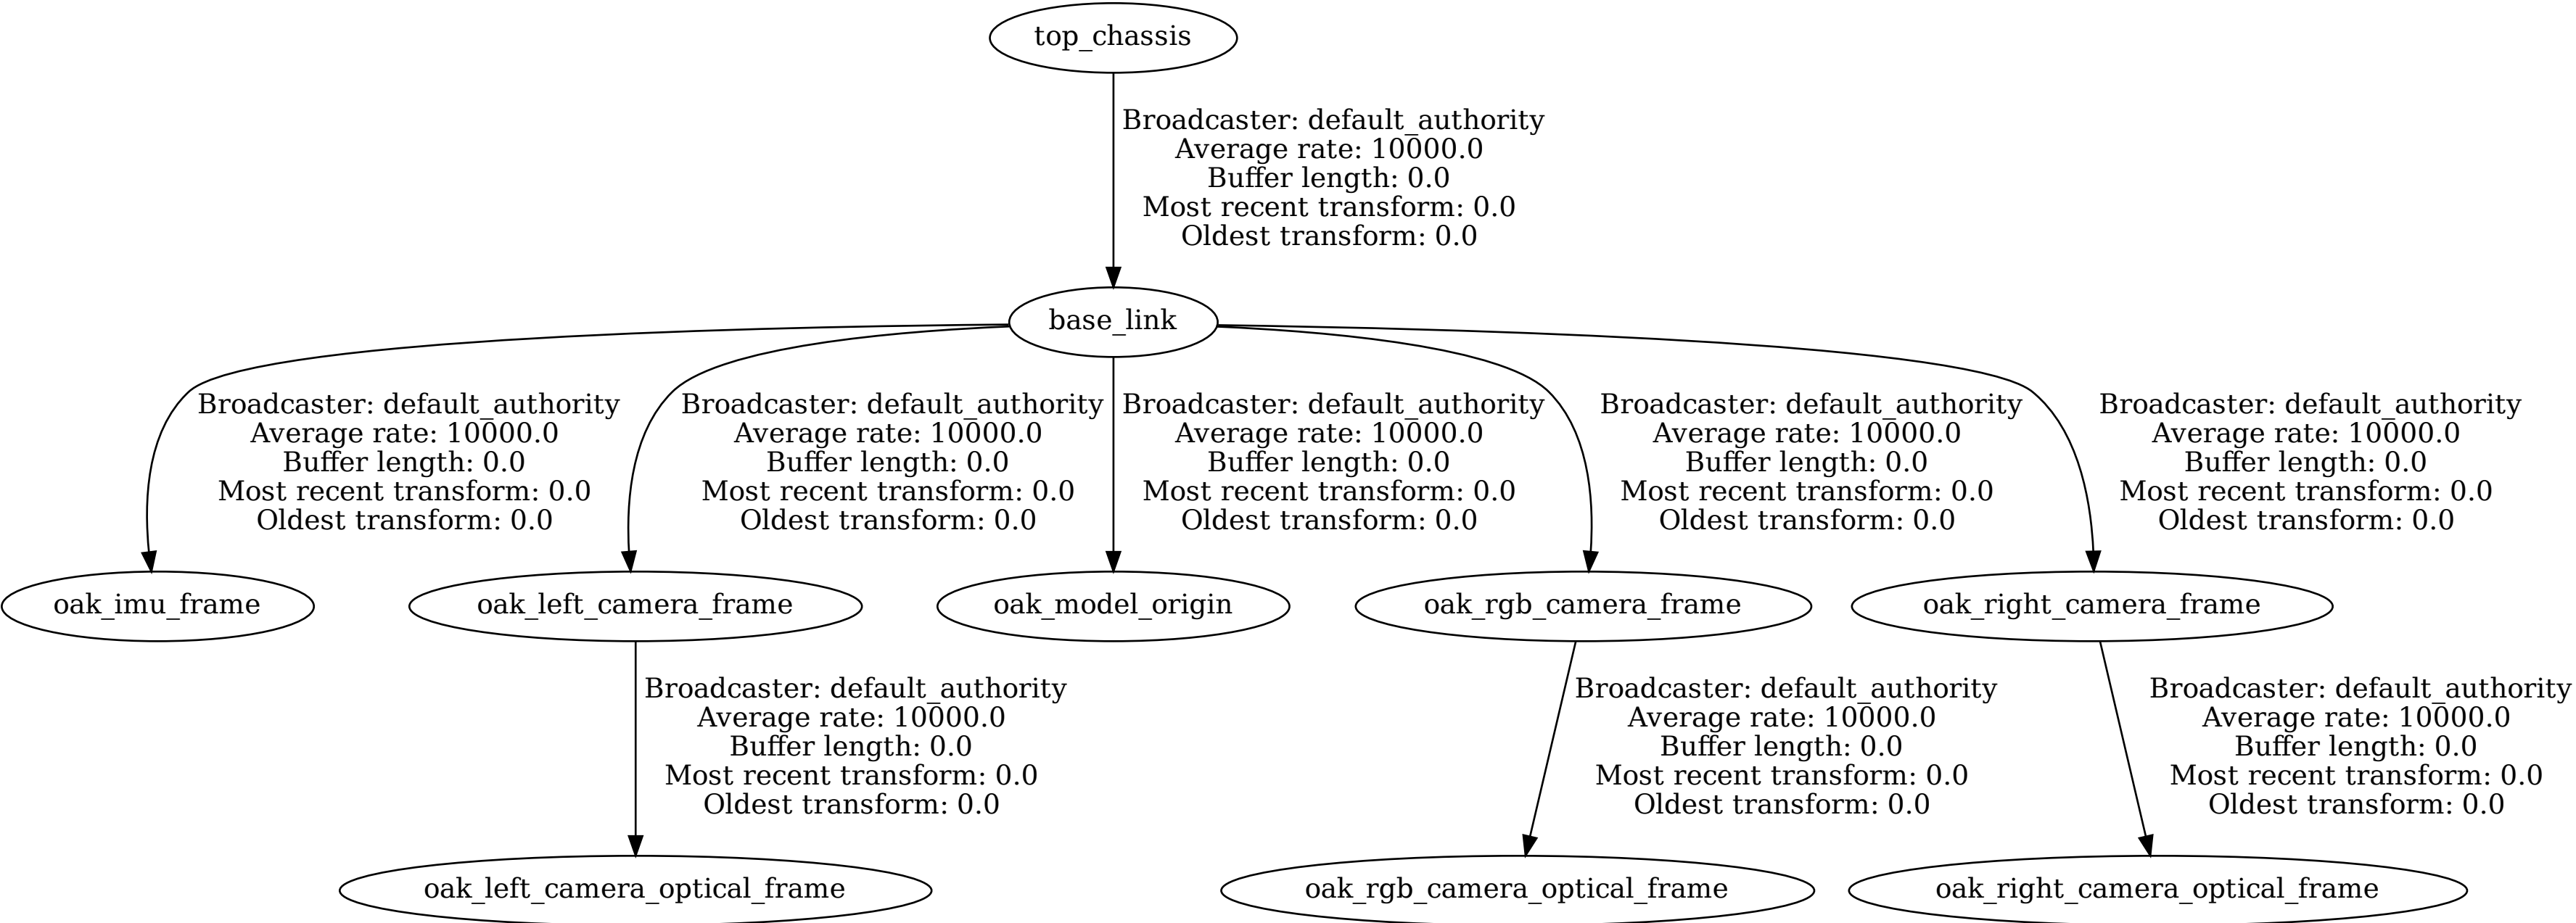 top_chassis
Broadcaster: default_authority
Average rate: 10000.0
Buffer length: 0.0
Most recent transform: 0.0
Oldest transform: 0.0
base_link
Broadcaster: default_authority
Average rate: 10000.0
Buffer length: 0.0
Most recent transform: 0.0
Oldest transform: 0.0
Broadcaster: default_authority
Average rate: 10000.0
Buffer length: 0.0
Most recent transform: 0.0
Oldest transform: 0.0
Broadcaster: default_authority
Average rate: 10000.0
Buffer length: 0.0
Most recent transform: 0.0
Oldest transform: 0.0
Broadcaster: default_authority
Average rate: 10000.0
Buffer length: 0.0
Most recent transform: 0.0
Oldest transform: 0.0
Broadcaster: default_authority
Average rate: 10000.0
Buffer length: 0.0
Most recent transform: 0.0
Oldest transform: 0.0
oak_imu_frame
oak_left_camera_frame
oak_model_origin
oak_rgb_camera_frame
oak_right_camera_frame
Broadcaster: default_authority
Average rate: 10000.0
Buffer length: 0.0
Most recent transform: 0.0
Oldest transform: 0.0
Broadcaster: default_authority
Average rate: 10000.0
Buffer length: 0.0
Most recent transform: 0.0
Oldest transform: 0.0
Broadcaster: default_authority
Average rate: 10000.0
Buffer length: 0.0
Most recent transform: 0.0
Oldest transform: 0.0
oak_left_camera_optical_frame
oak_rgb_camera_optical_frame
oak_right_camera_optical_frame